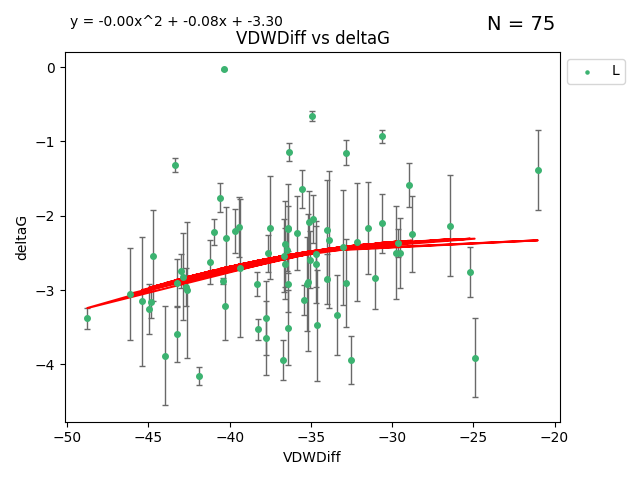 y = -0.00x^2 + -0.08x + -3.30
N = 75
VDWDiff vs deltaG
L
0
−1
−2
−3
−4
deltaG
−50 −45 −40 −35 −30 −25 −20
VDWDiff